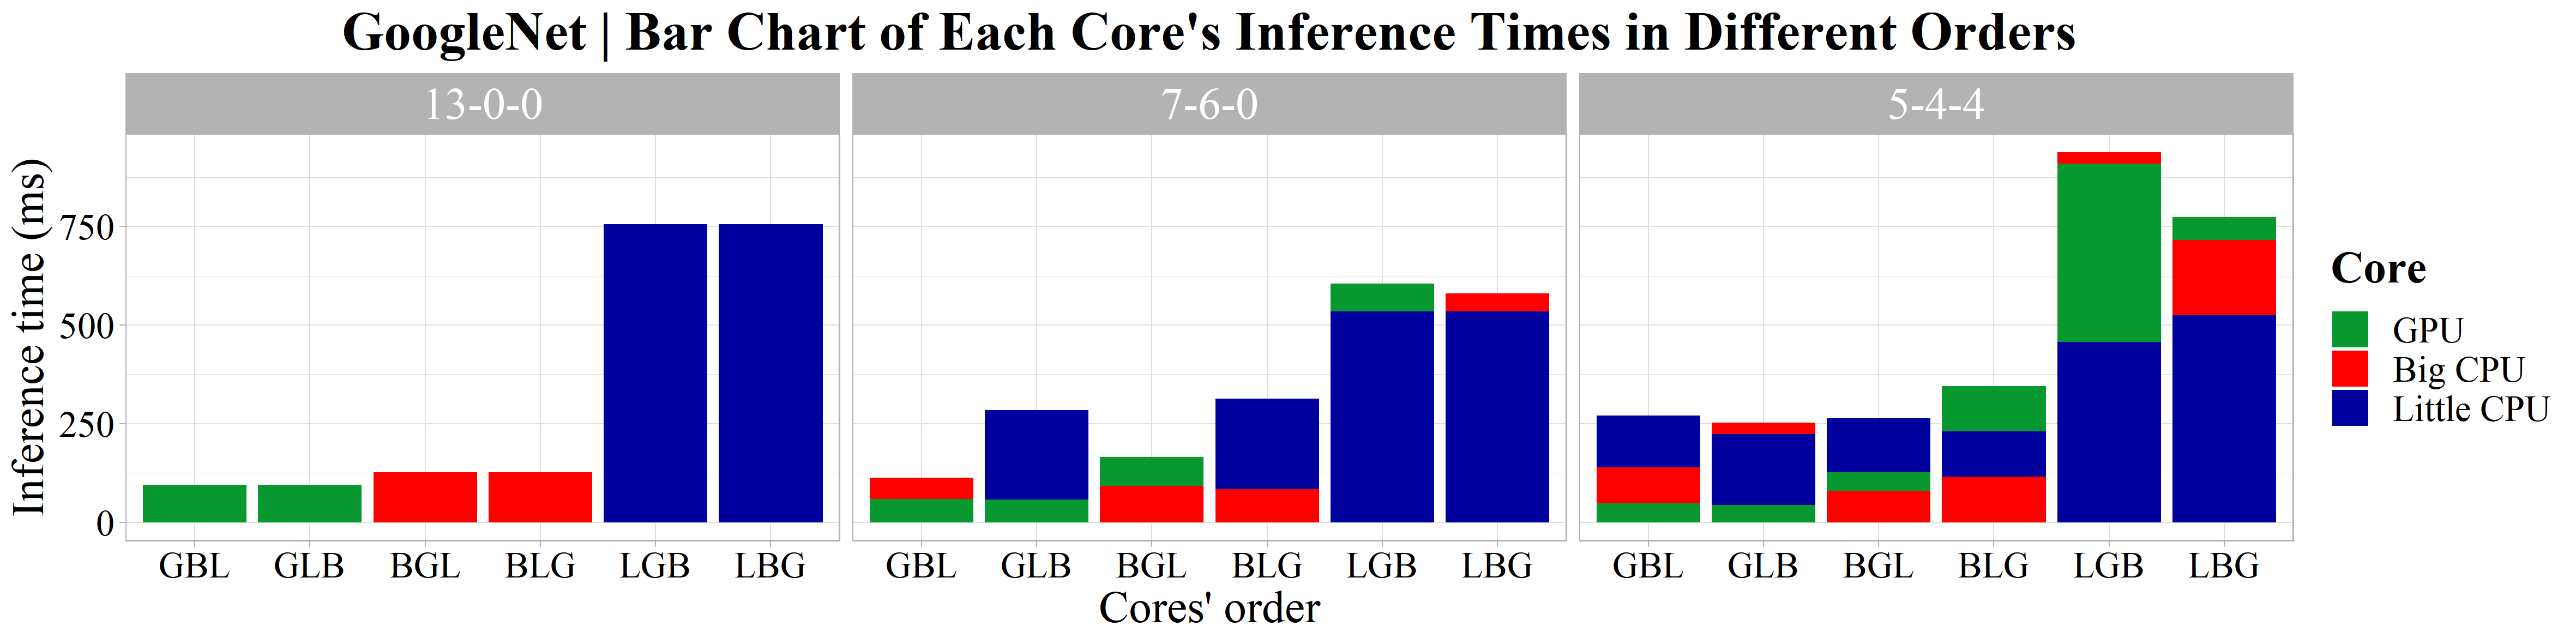 GoogleNet | Bar Chart of Each Core's Inference Times in Different Orders
13-0-0
7-6-0
5-4-4
Inference time (ms)
750
500
250
0
GBL GLB BGL BLG LGB LBG
GBL GLB BGL BLG LGB LBG
GBL GLB BGL BLG LGB LBG
Cores' order
Core
GPU
Big CPU
Little CPU